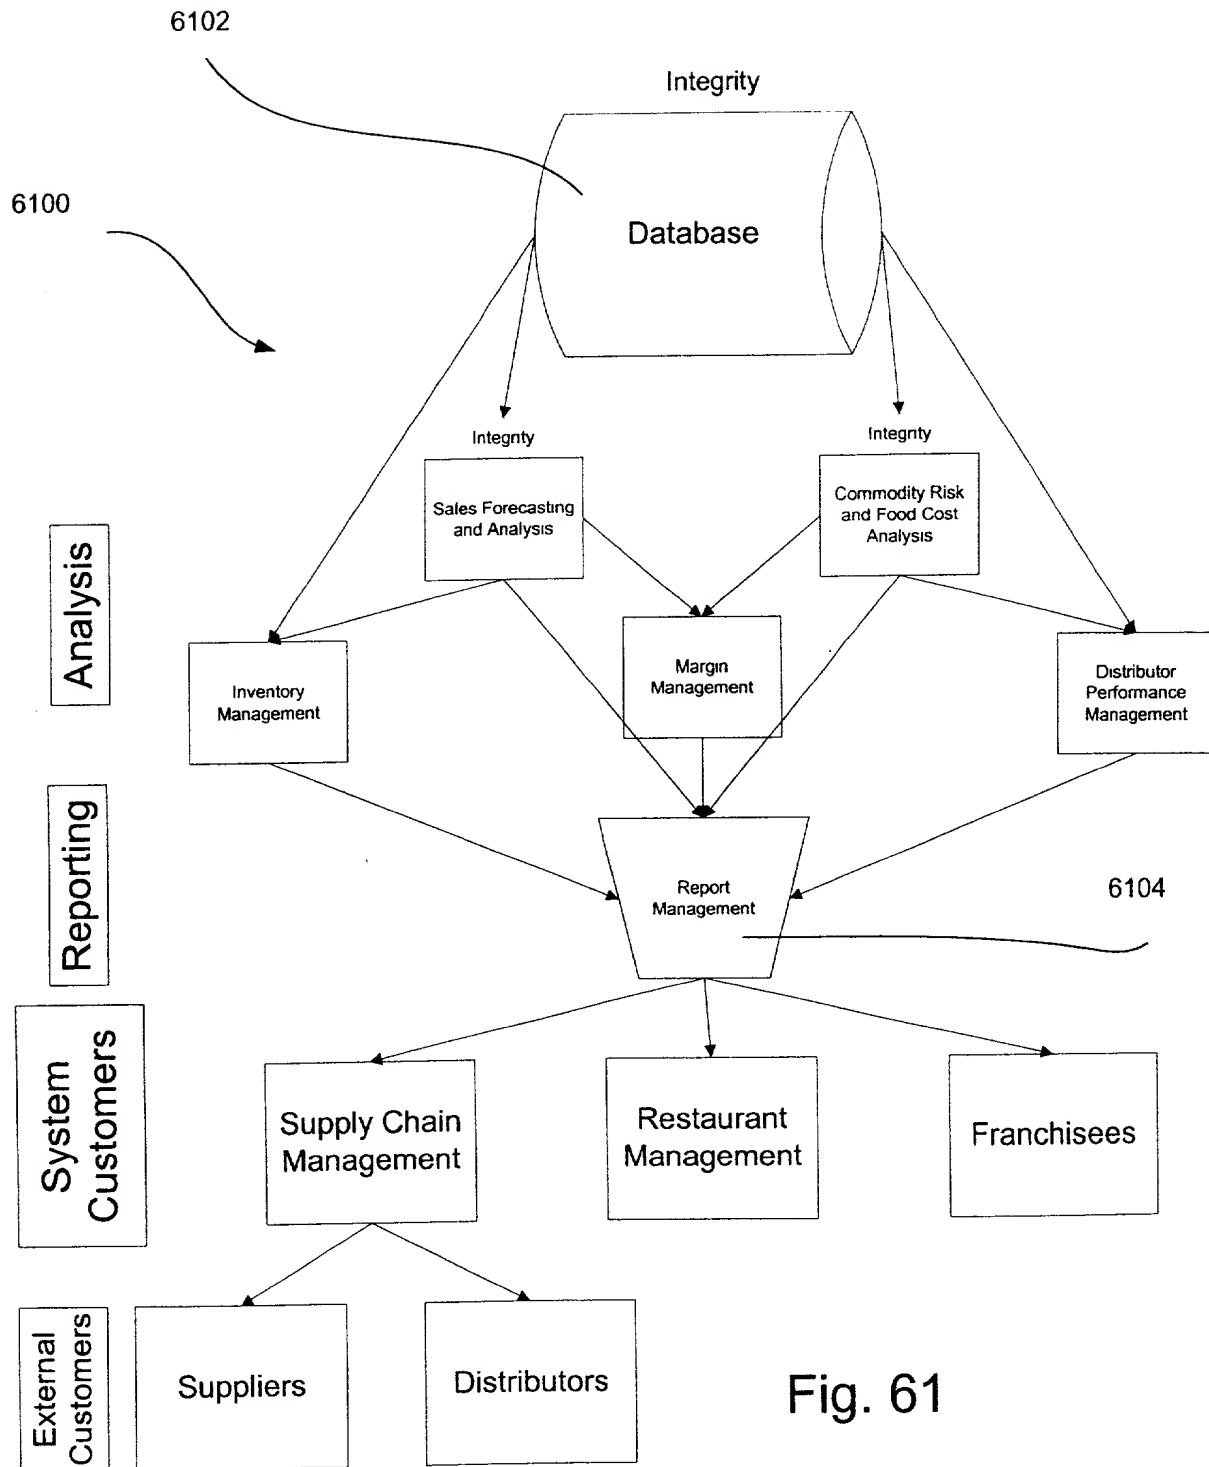 6102
Integrity
6100
Database
Integrity
Integrity
Sales Forecasting
and Analysis
Commodity Risk
and Food Cost
Analysis
Analysis
Inventory
Management
Margin
Management
Distributor
Performance
Management
Reporting
Report
Management
6104
System
Customers
Supply Chain
Management
Restaurant
Management
Franchisees
External
Customers
Suppliers
Distributors
Fig. 61